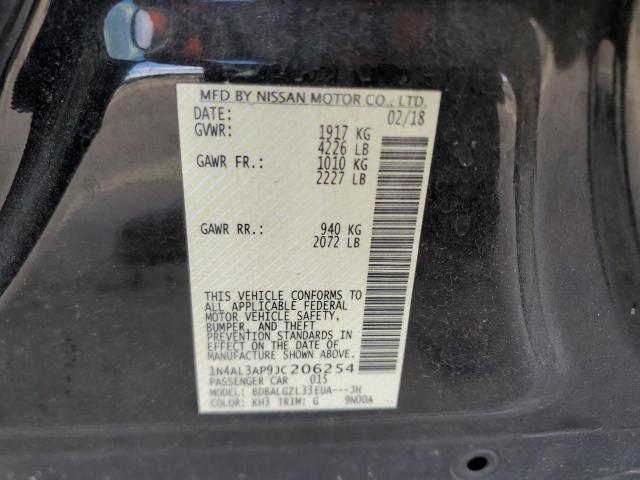 MFD BY NISSAN MOTOR CO., LTD.
DATE: 02/18
GVWR: 1917 KG
4226 LB
GAWR FR.: 1010 KG
2227 LB
GAWR RR.: 940 KG
2072 LB
THIS VEHICLE CONFORMS TO
ALL APPLICABLE FEDERAL
MOTOR VEHICLE SAFETY,
BUMPER, AND THEFT
PREVENTION STANDARDS IN
EFFECT ON THE DATE OF
MANUFACTURE SHOWN ABOVE.
1N4AL3AP9JC206254
PASSENGER CAR 015
MODEL: BDBALGZL33EUA---JH
COLOR: KH3 TRIM: G 9N00A